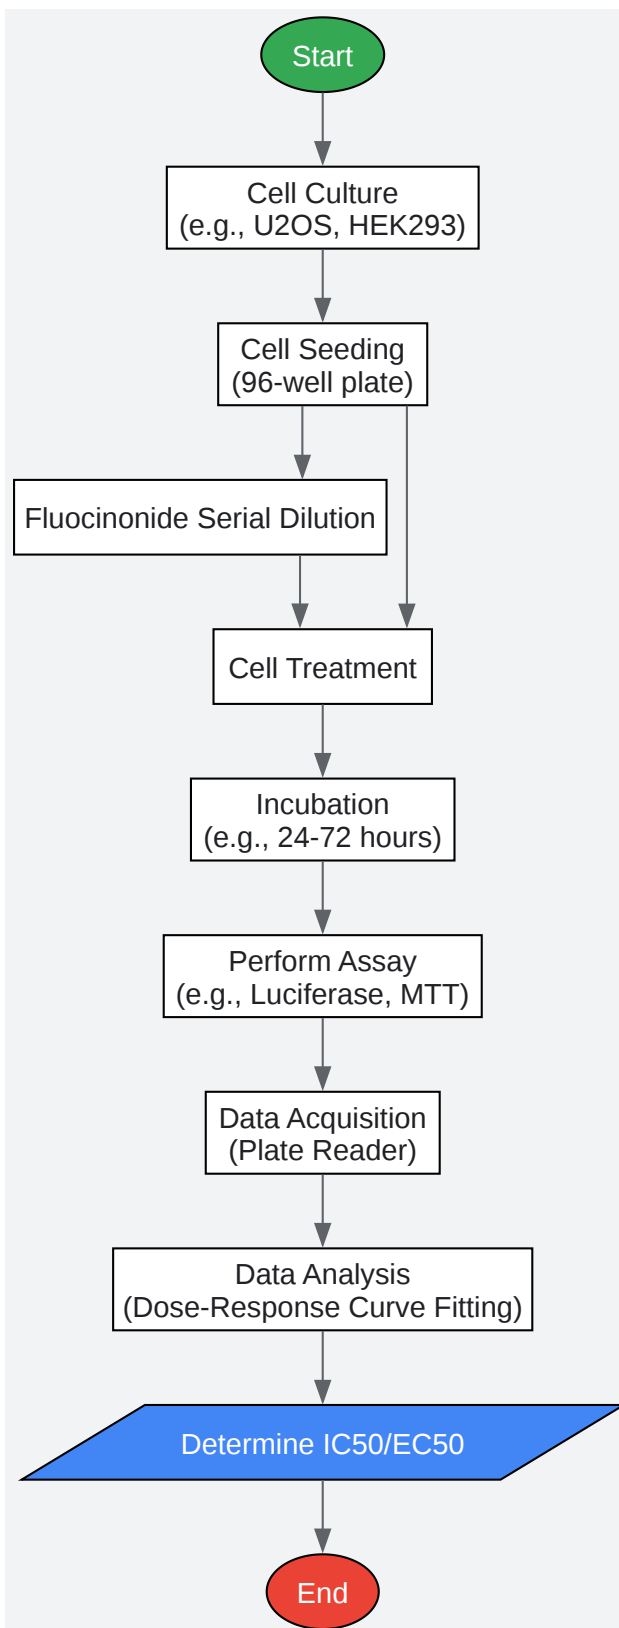 Start
Cell Culture
(e.g., U2OS, HEK293)
Cell Seeding
(96-well plate)
Fluocinonide Serial Dilution
Cell Treatment
Incubation
(e.g., 24-72 hours)
Perform Assay
(e.g., Luciferase, MTT)
Data Acquisition
(Plate Reader)
Data Analysis
(Dose-Response Curve Fitting)
Determine IC50/EC50
End